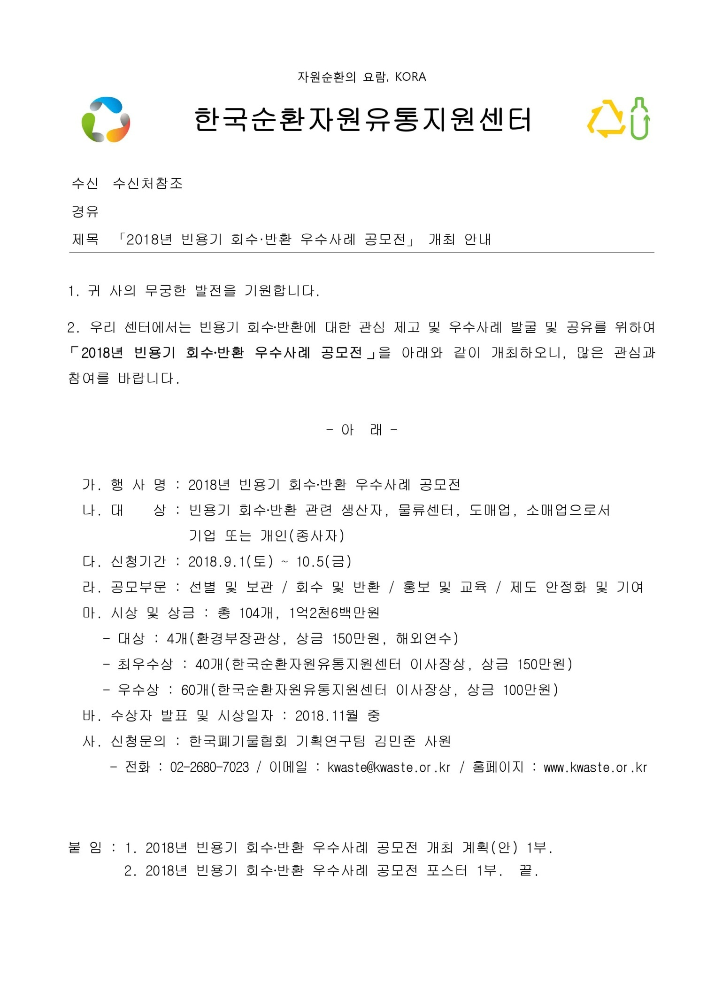 자원순환의 요람, KORA
한국순환자원유통지원센터
수신 수신처참조
경유
제목 「2018년 빈용기 회수·반환 우수사례 공모전」 개최 안내
1. 귀 사의 무궁한 발전을 기원합니다.
2. 우리 센터에서는 빈용기 회수·반환에 대한 관심 제고 및 우수사례 발굴 및 공유를 위하여
「2018년 빈용기 회수·반환 우수사례 공모전」을 아래와 같이 개최하오니, 많은 관심과
참여를 바랍니다.
- 아 래 -
가. 행 사 명 : 2018년 빈용기 회수·반환 우수사례 공모전
나. 대 상 : 빈용기 회수·반환 관련 생산자, 물류센터, 도매업, 소매업으로서
기업 또는 개인(종사자)
다. 신청기간 : 2018.9.1(토) ~ 10.5(금)
라. 공모부문 : 선별 및 보관 / 회수 및 반환 / 홍보 및 교육 / 제도 안정화 및 기여
마. 시상 및 상금 : 총 104개, 1억2천6백만원
- 대상 : 4개(환경부장관상, 상금 150만원, 해외연수)
- 최우수상 : 40개(한국순환자원유통지원센터 이사장상, 상금 150만원)
- 우수상 : 60개(한국순환자원유통지원센터 이사장상, 상금 100만원)
바. 수상자 발표 및 시상일자 : 2018.11월 중
사. 신청문의 : 한국폐기물협회 기획연구팀 김민준 사원
- 전화 : 02-2680-7023 / 이메일 : kwaste@kwaste.or.kr / 홈페이지 : www.kwaste.or.kr
붙 임 : 1. 2018년 빈용기 회수·반환 우수사례 공모전 개최 계획(안) 1부.
2. 2018년 빈용기 회수·반환 우수사례 공모전 포스터 1부. 끝.